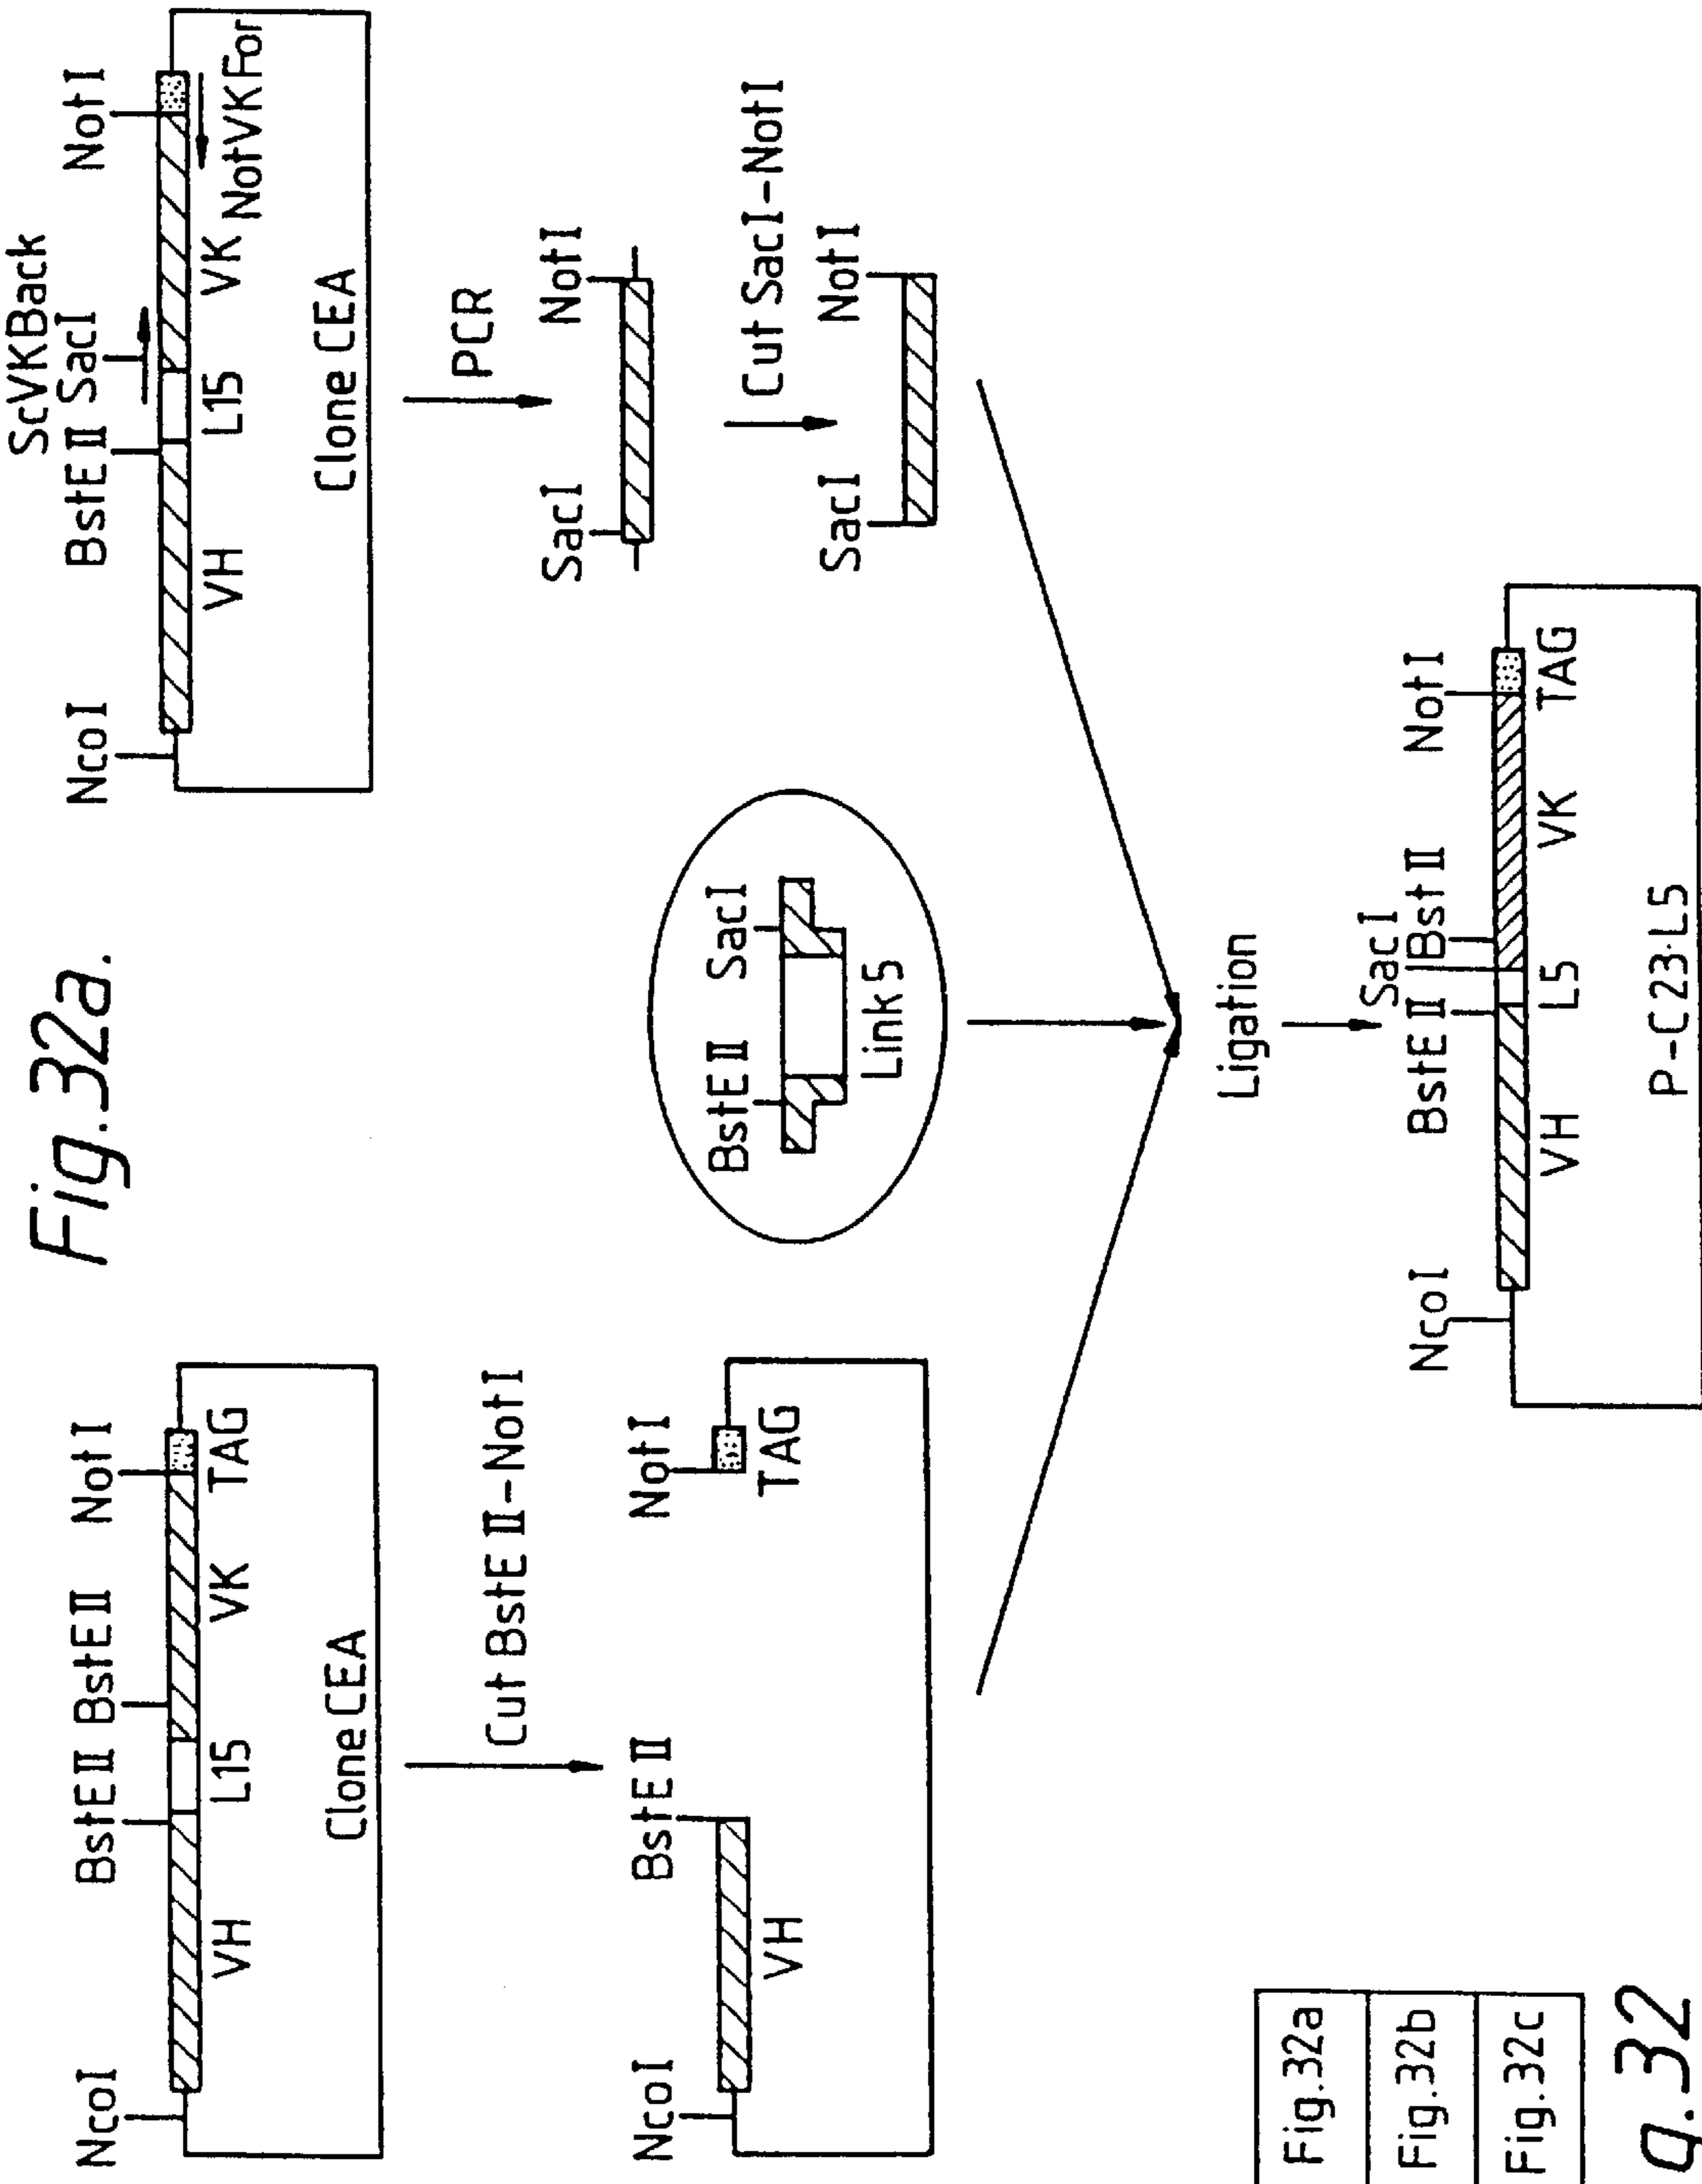 Fig.32a.
NcoI BstE II BstE II NotI
VH L15 VK TAG
Clone CEA
Cut BstE II-NotI
NcoI BstE II NotI
VH TAG
ScVKBack
NcoI BstE II SacI NotI
VH L15 VK NotVKFor
Clone CEA
PCR
SacI NotI
Cut SacI-NotI
SacI NotI
BstE II SacI
Link 5
Ligation
SacI
NcoI BstE II Bst II NotI
VH L5 VK TAG
P-C23·L5
Fig.32a
Fig.32b
Fig.32c
g.32